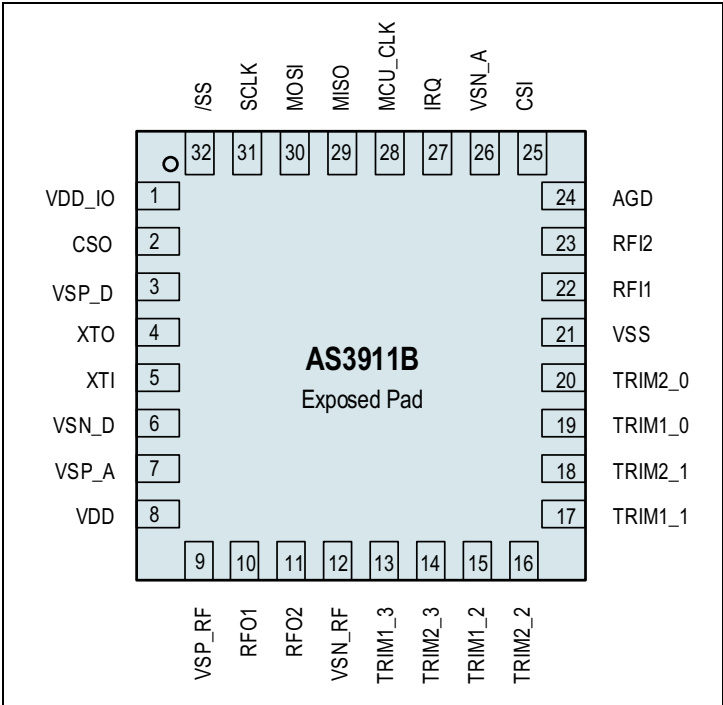 /SS
SCLK
MOSI
MISO
MCU_CLK
IRQ
VSN_A
CSI
32
31
30
29
28
27
26
25
VDD_IO 1
CSO 2
VSP_D 3
XTO 4
XTI 5
VSN_D 6
VSP_A 7
VDD 8
AS3911B
Exposed Pad
24 AGD
23 RFI2
22 RFI1
21 VSS
20 TRIM2_0
19 TRIM1_0
18 TRIM2_1
17 TRIM1_1
9
10
11
12
13
14
15
16
VSP_RF
RFO1
RFO2
VSN_RF
TRIM1_3
TRIM2_3
TRIM1_2
TRIM2_2